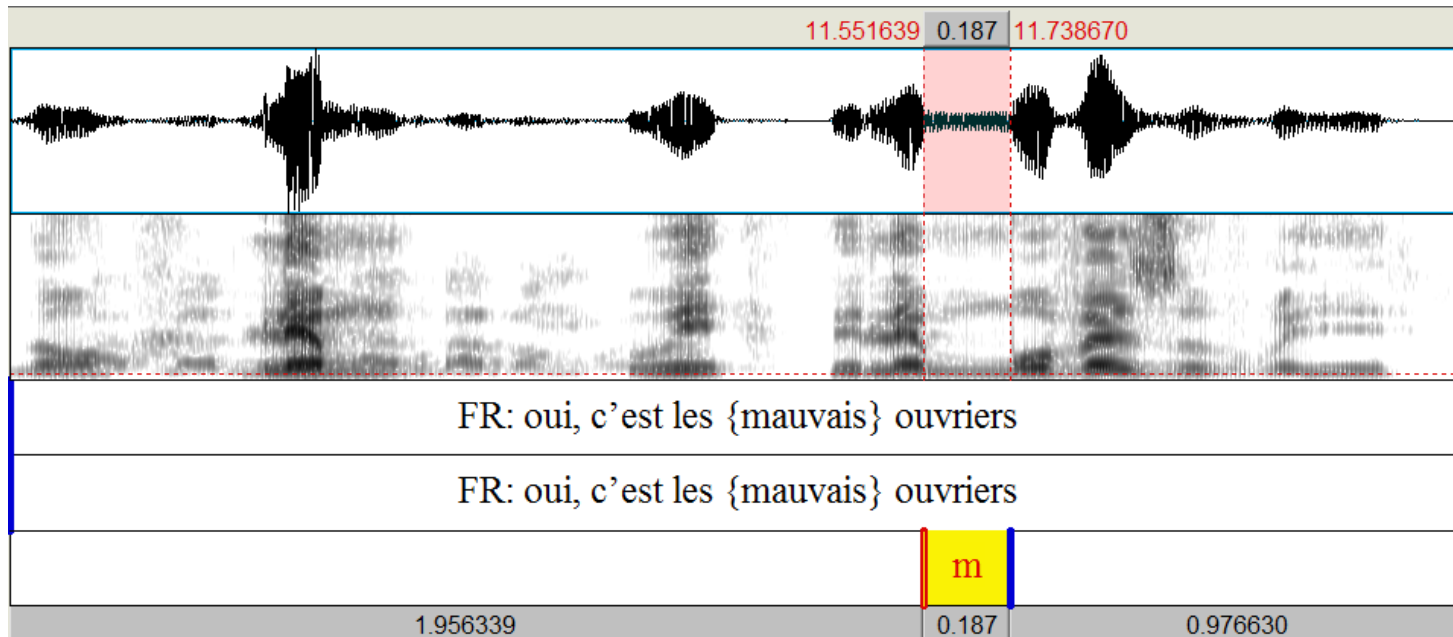 11.551639 0.187 11.738670
FR: oui, c’est les {mauvais} ouvriers
FR: oui, c’est les {mauvais} ouvriers
m
1.956339 0.187 0.976630